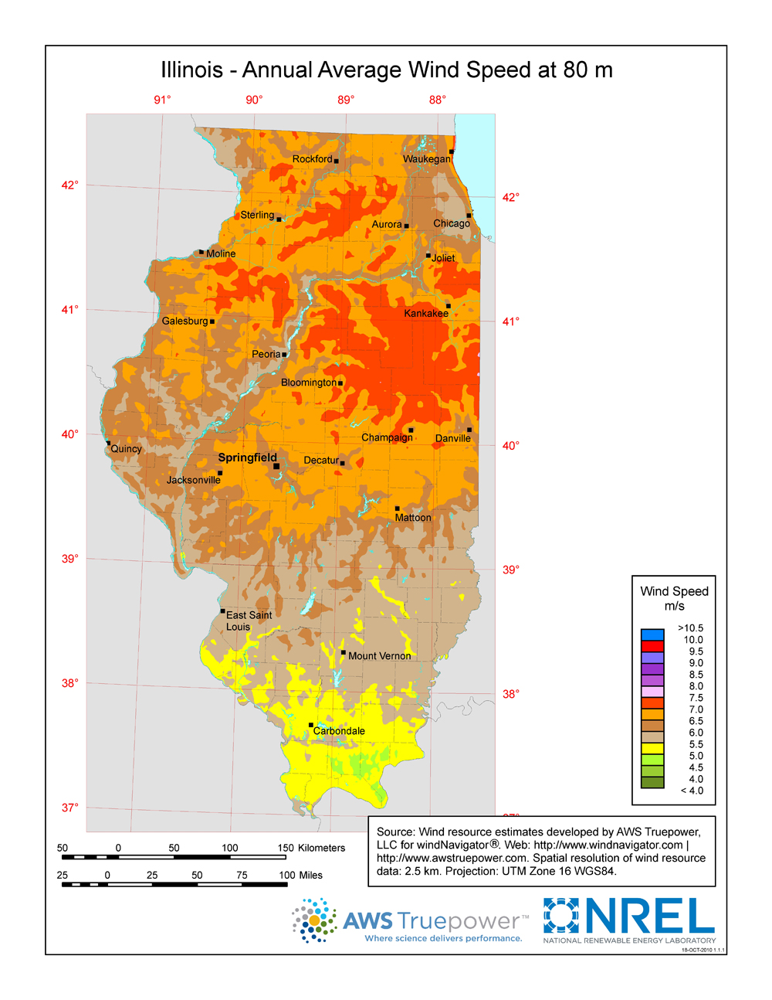 Illinois - Annual Average Wind Speed at 80 m
91° 90° 89° 88°
42°
42°
41°
41°
40°
40°
39°
39°
38°
38°
37°
Rockford
Waukegan
Sterling
Aurora
Chicago
Moline
Joliet
Kankakee
Galesburg
Peoria
Bloomington
Champaign
Danville
Quincy
Springfield
Decatur
Jacksonville
Mattoon
East Saint
Louis
Mount Vernon
Carbondale
Wind Speed
m/s
>10.5
10.0
9.5
9.0
8.5
8.0
7.5
7.0
6.5
6.0
5.5
5.0
4.5
4.0
< 4.0
50 0 50 100 150 Kilometers
25 0 25 50 75 100 Miles
Source: Wind resource estimates developed by AWS Truepower,
LLC for windNavigator®. Web: http://www.windnavigator.com |
http://www.awstruepower.com. Spatial resolution of wind resource
data: 2.5 km. Projection: UTM Zone 16 WGS84.
AWS Truepower™
Where science delivers performance.
NREL
NATIONAL RENEWABLE ENERGY LABORATORY
18-OCT-2010 1.1.1